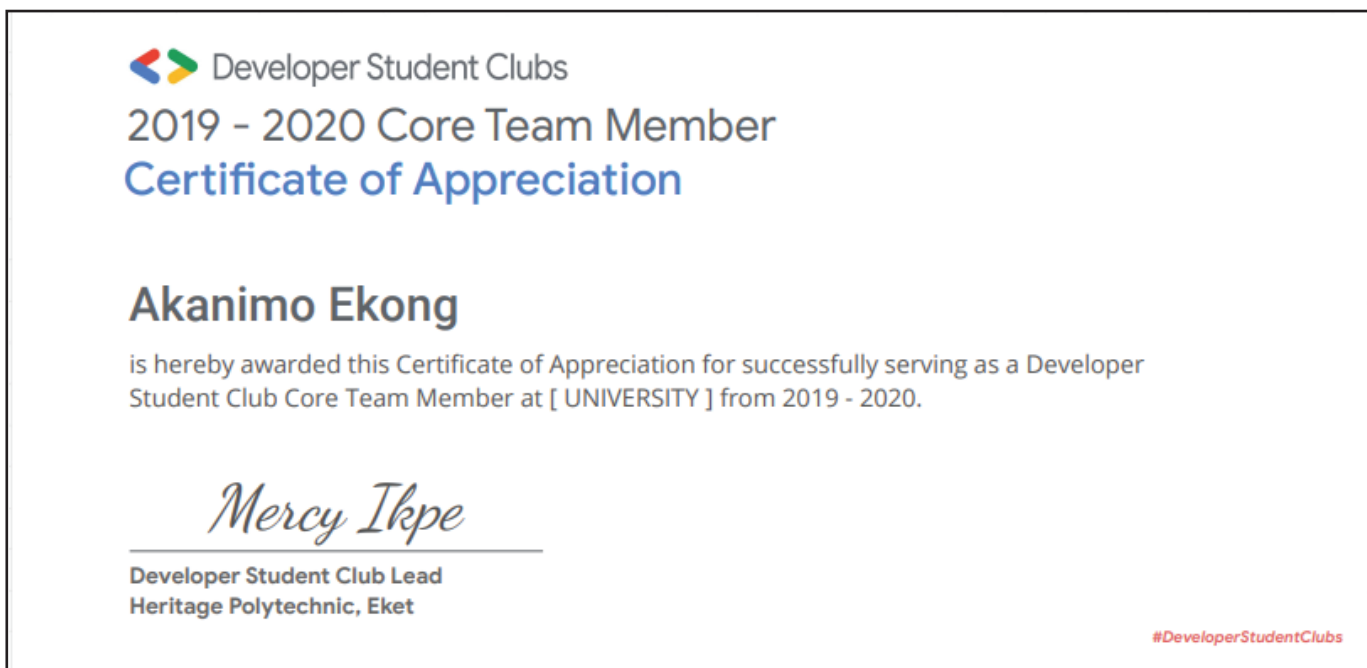 Developer Student Clubs
2019 - 2020 Core Team Member
Certificate of Appreciation
Akanimo Ekong
is hereby awarded this Certificate of Appreciation for successfully serving as a Developer
Student Club Core Team Member at [ UNIVERSITY ] from 2019 - 2020.
Mercy Ikpe
Developer Student Club Lead
Heritage Polytechnic, Eket
#DeveloperStudentClubs